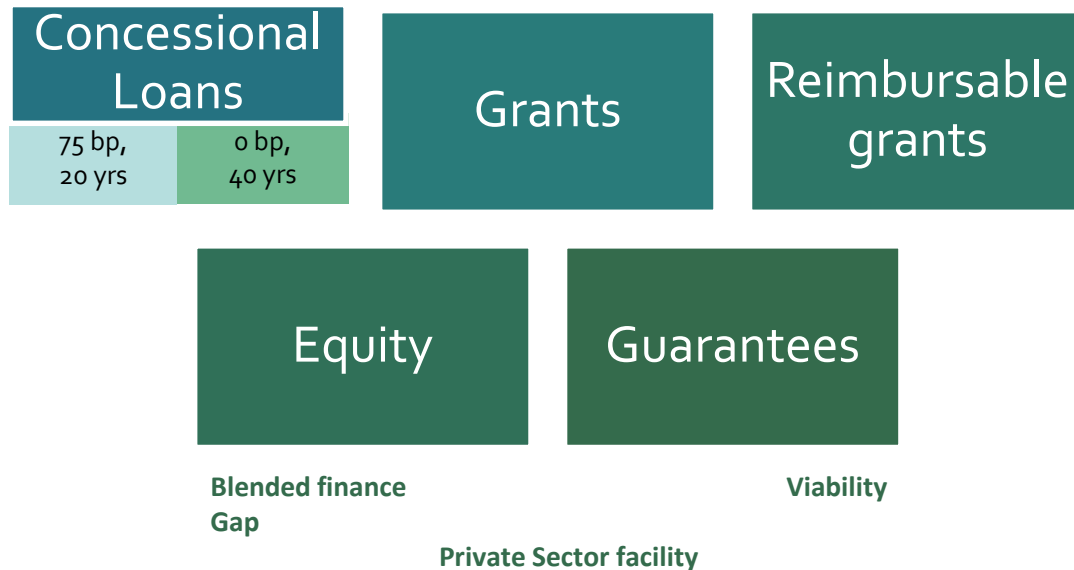 Concessional
Loans
75 bp,
20 yrs
0 bp,
40 yrs
Grants
Reimbursable
grants
Equity
Guarantees
Blended finance
Viability
Gap
Private Sector facility